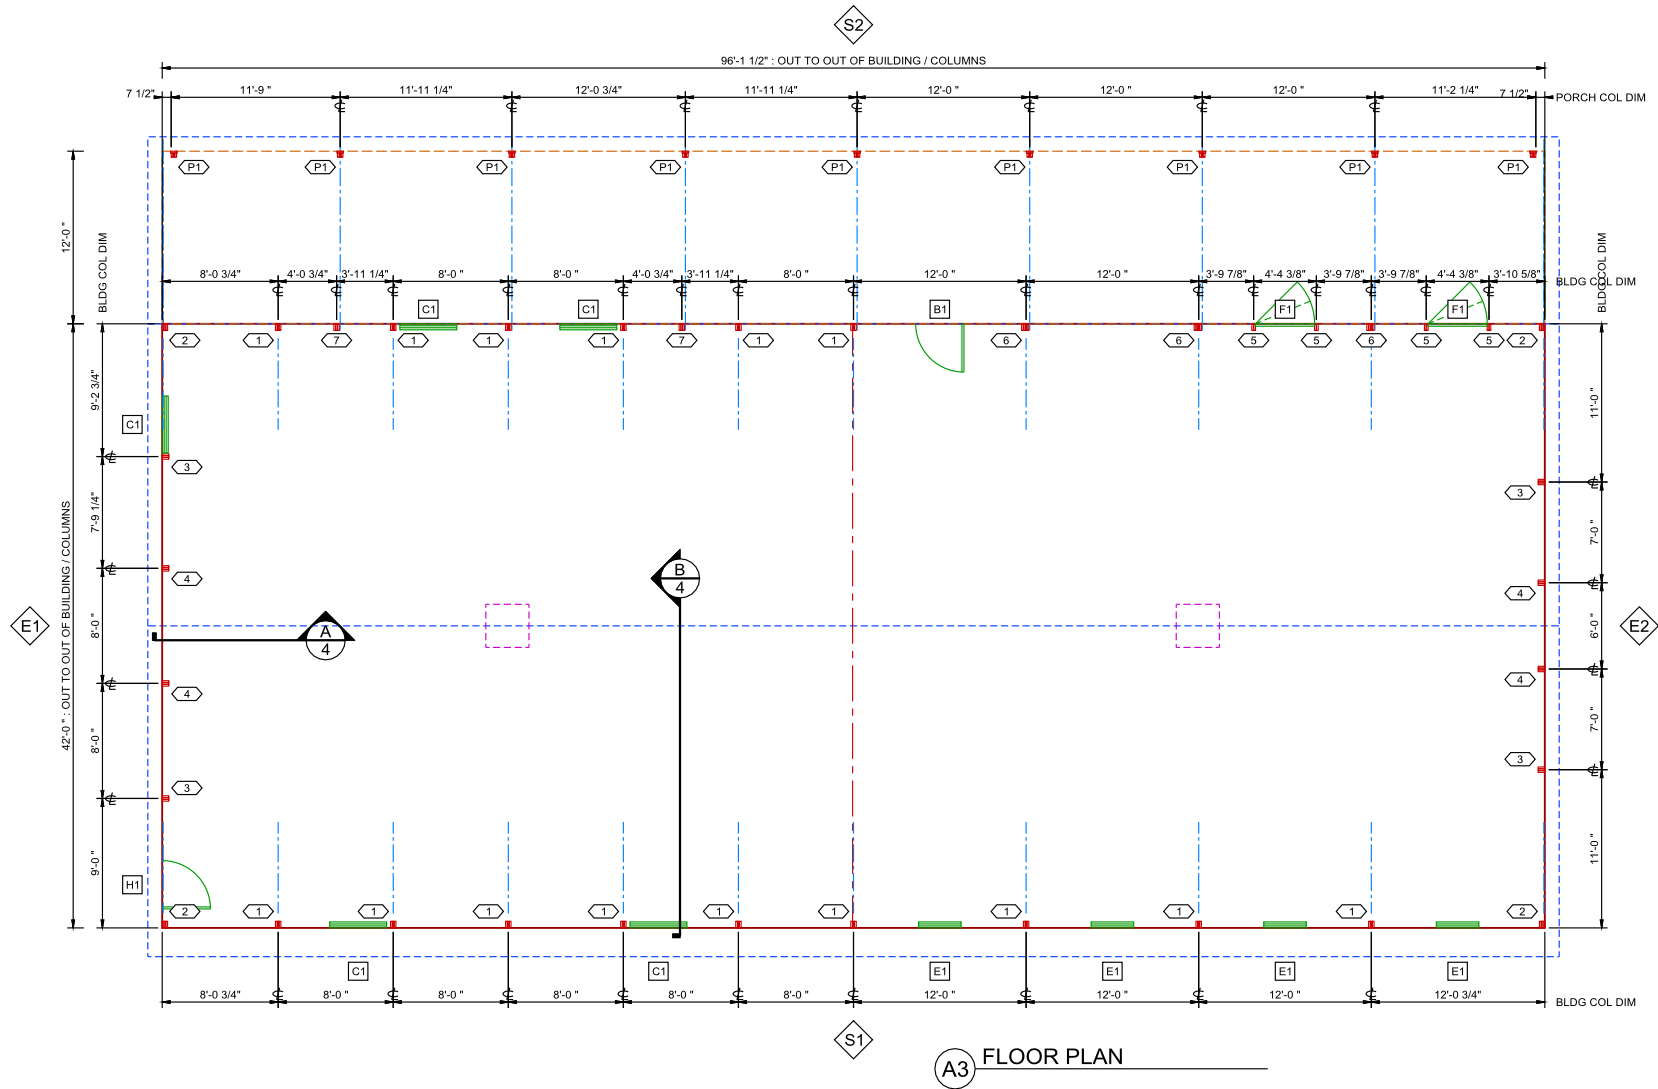 S2
96'-1 1/2" : OUT TO OUT OF BUILDING / COLUMNS
7 1/2" 11'-9 " 11'-11 1/4" 12'-0 3/4" 11'-11 1/4" 12'-0 " 12'-0 " 12'-0 " 11'-2 1/4" 7 1/2" PORCH COL DIM
P1 P1 P1 P1 P1 P1 P1 P1 P1
12'-0 "
BLDG COL DIM
BLDG COL DIM
8'-0 3/4" 4'-0 3/4" 3'-11 1/4" 8'-0 " 8'-0 " 4'-0 3/4" 3'-11 1/4" 8'-0 " 12'-0 " 12'-0 " 3'-9 7/8" 4'-4 3/8" 3'-9 7/8" 3'-9 7/8" 4'-4 3/8" 3'-10 5/8" BLDG COL DIM
C1 C1 B1 F1 F1
2 1 7 1 1 1 7 1 1 6 6 5 5 6 5 5 2
9'-2 3/4"
11'-0 "
C1
3
3
7'-9 1/4"
7'-0 "
B
4
4
4
42'-0 " : OUT TO OUT OF BUILDING / COLUMNS
E1
8'-0 "
A
4
6'-0 "
E2
4
4
8'-0 "
7'-0 "
3
3
9'-0 "
11'-0 "
H1
2 1 1 1 1 1 1 1 1 1 2
C1 C1 E1 E1 E1 E1
8'-0 3/4" 8'-0 " 8'-0 " 8'-0 " 8'-0 " 8'-0 " 12'-0 " 12'-0 " 12'-0 " 12'-0 3/4" BLDG COL DIM
S1
A3 FLOOR PLAN